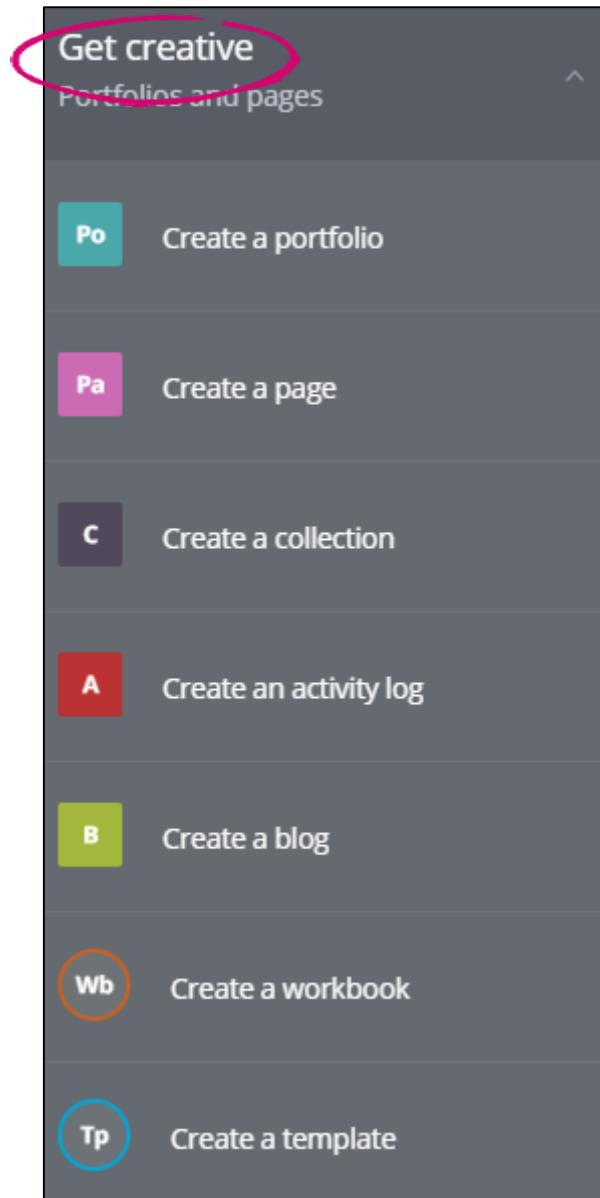 Get creative
Portfolios and pages
Po Create a portfolio
Pa Create a page
C Create a collection
A Create an activity log
B Create a blog
Wb Create a workbook
Tp Create a template